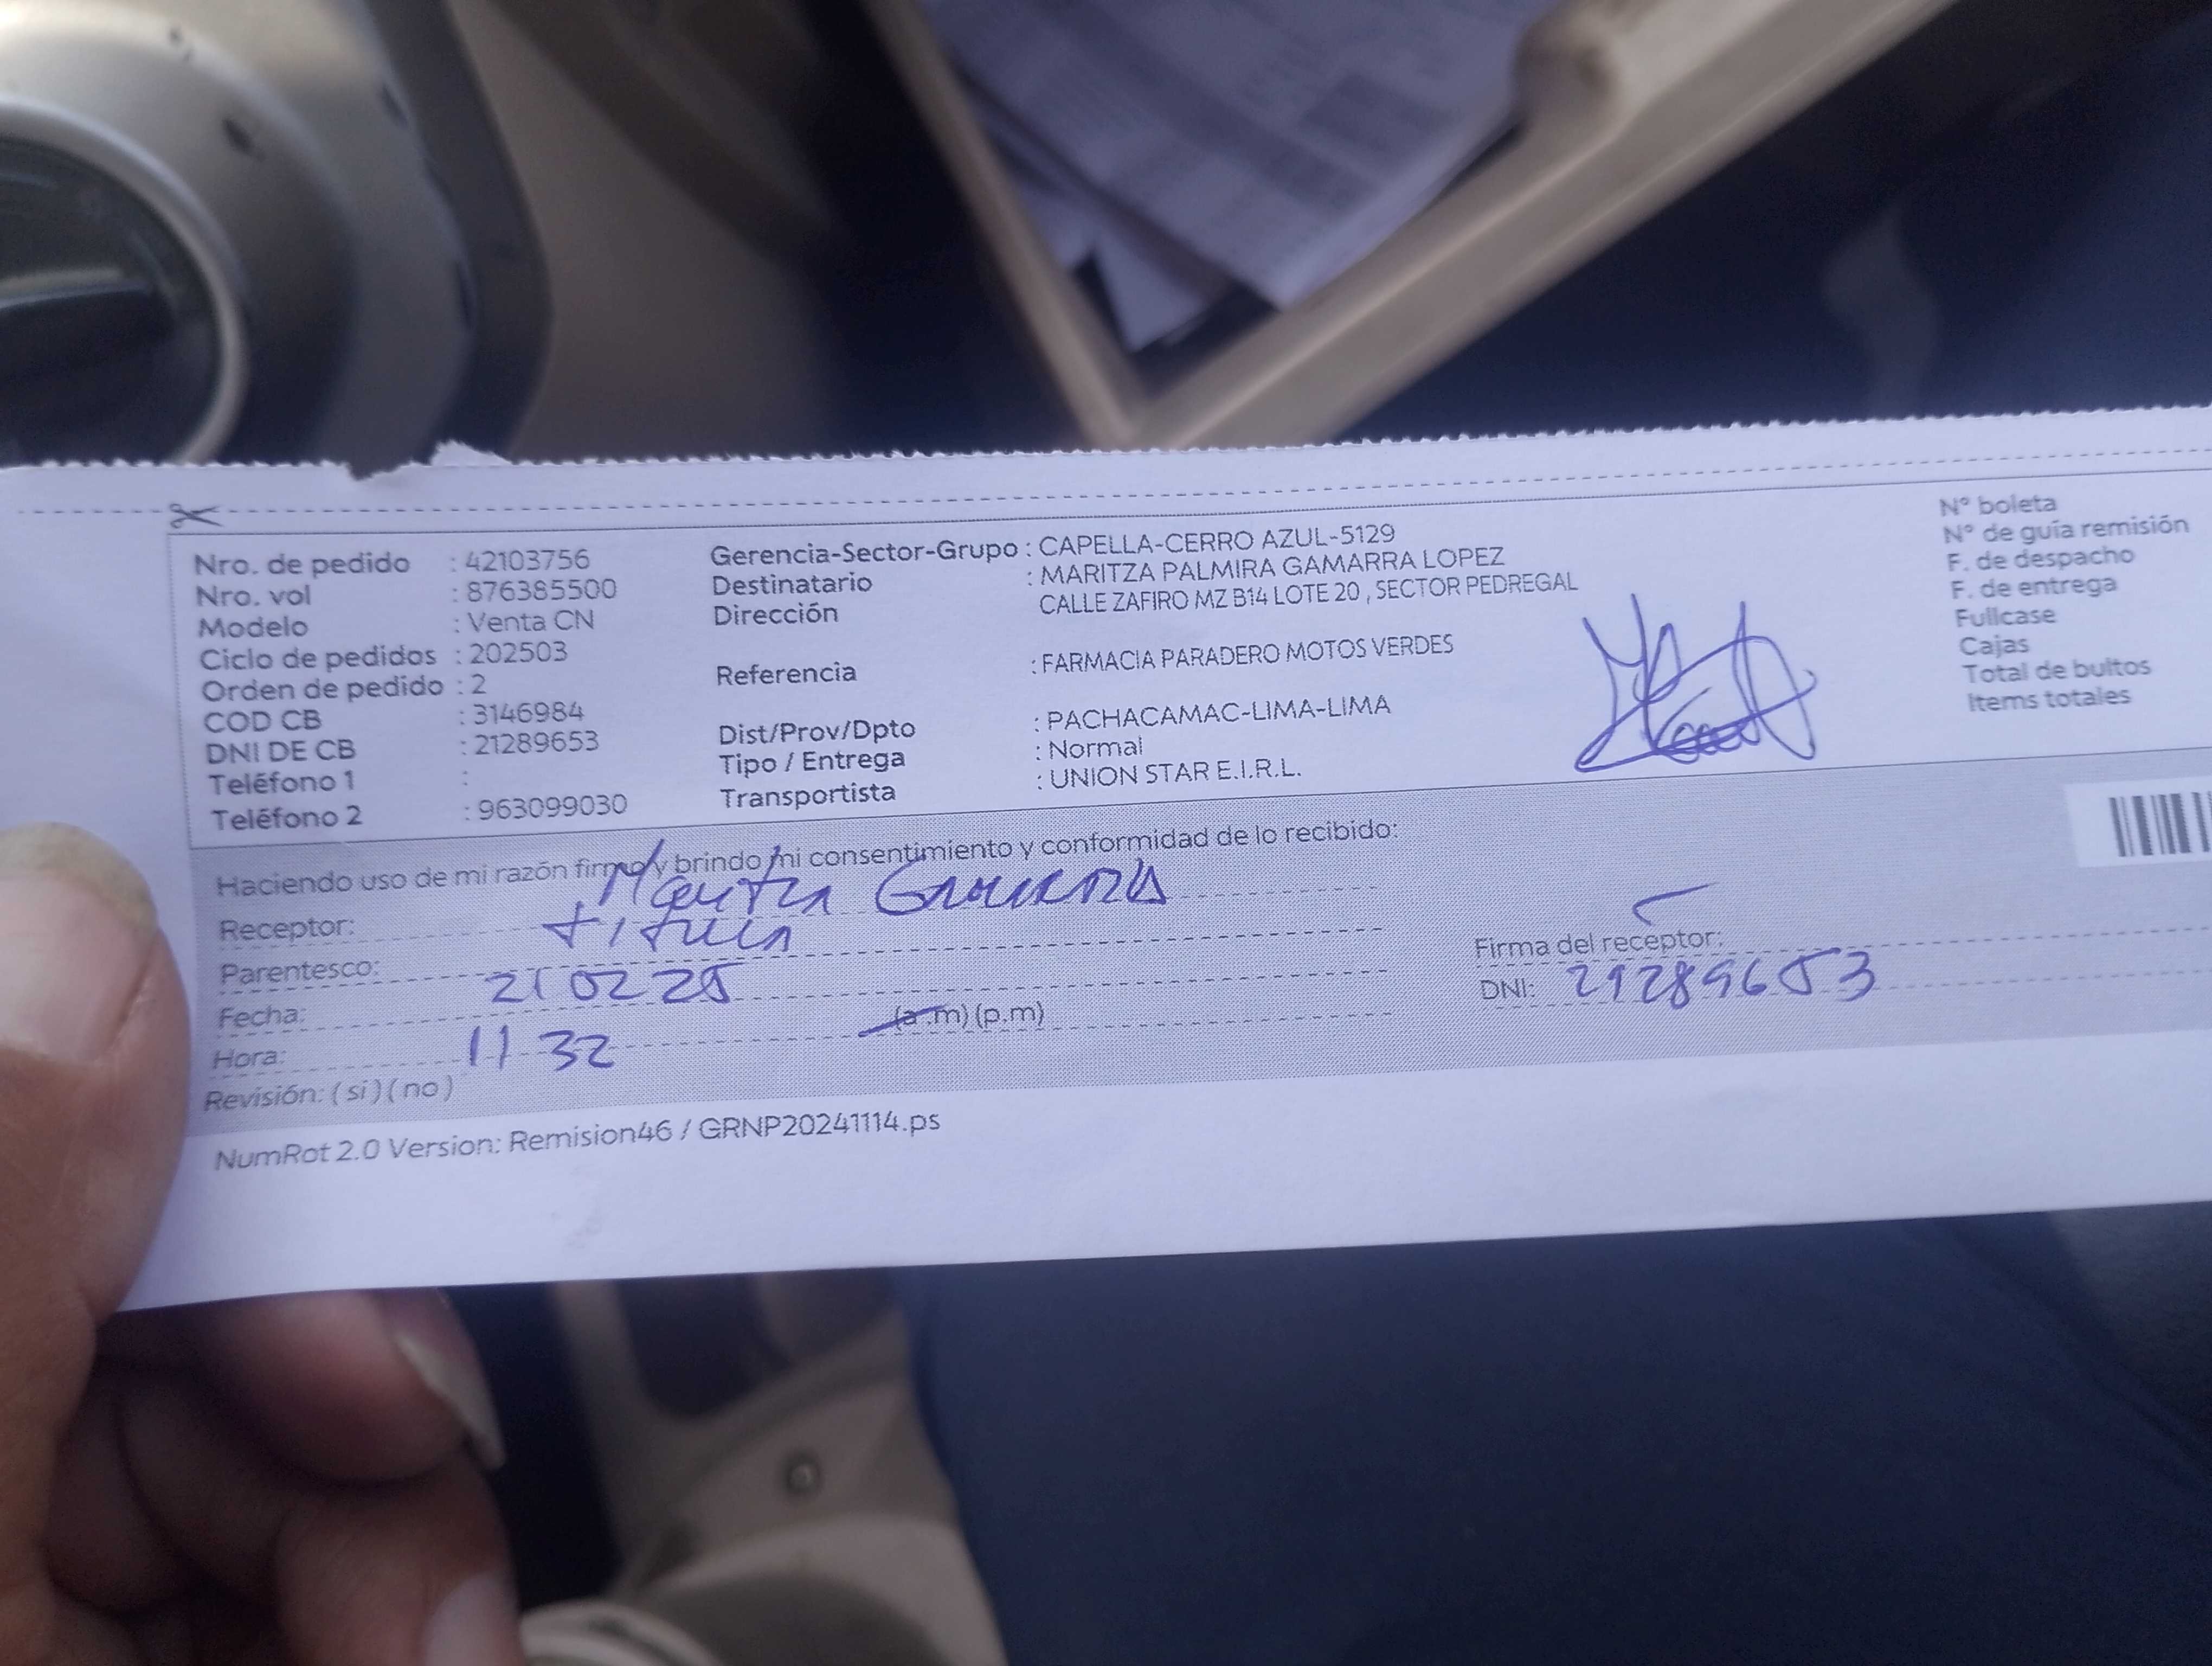 Nro. de pedido : 42103756
Nro. vol : 876385500
Modelo : Venta CN
Ciclo de pedidos : 202503
Orden de pedido : 2
COD CB : 3146984
DNI DE CB : 21289653
Teléfono 1 :
Teléfono 2 : 963099030
Gerencia-Sector-Grupo : CAPELLA-CERRO AZUL-5129
Destinatario : MARITZA PALMIRA GAMARRA LOPEZ
Dirección CALLE ZAFIRO MZ B14 LOTE 20 , SECTOR PEDREGAL
Referencia : FARMACIA PARADERO MOTOS VERDES
Dist/Prov/Dpto : PACHACAMAC-LIMA-LIMA
Tipo / Entrega : Normal
Transportista : UNION STAR E.I.R.L.
N° boleta
N° de guía remisión
F. de despacho
F. de entrega
Fullcase
Cajas
Total de bultos
Items totales
Haciendo uso de mi razón firmo y brindo mi consentimiento y conformidad de lo recibido:
Receptor: Maritza Gamarra
Parentesco: titula
Fecha: 21 02 25
Hora: 11 32 (a.m) (p.m)
Revisión: ( si ) ( no )
Firma del receptor:
DNI: 21289653
NumRot 2.0 Version: Remision46 / GRNP20241114.ps